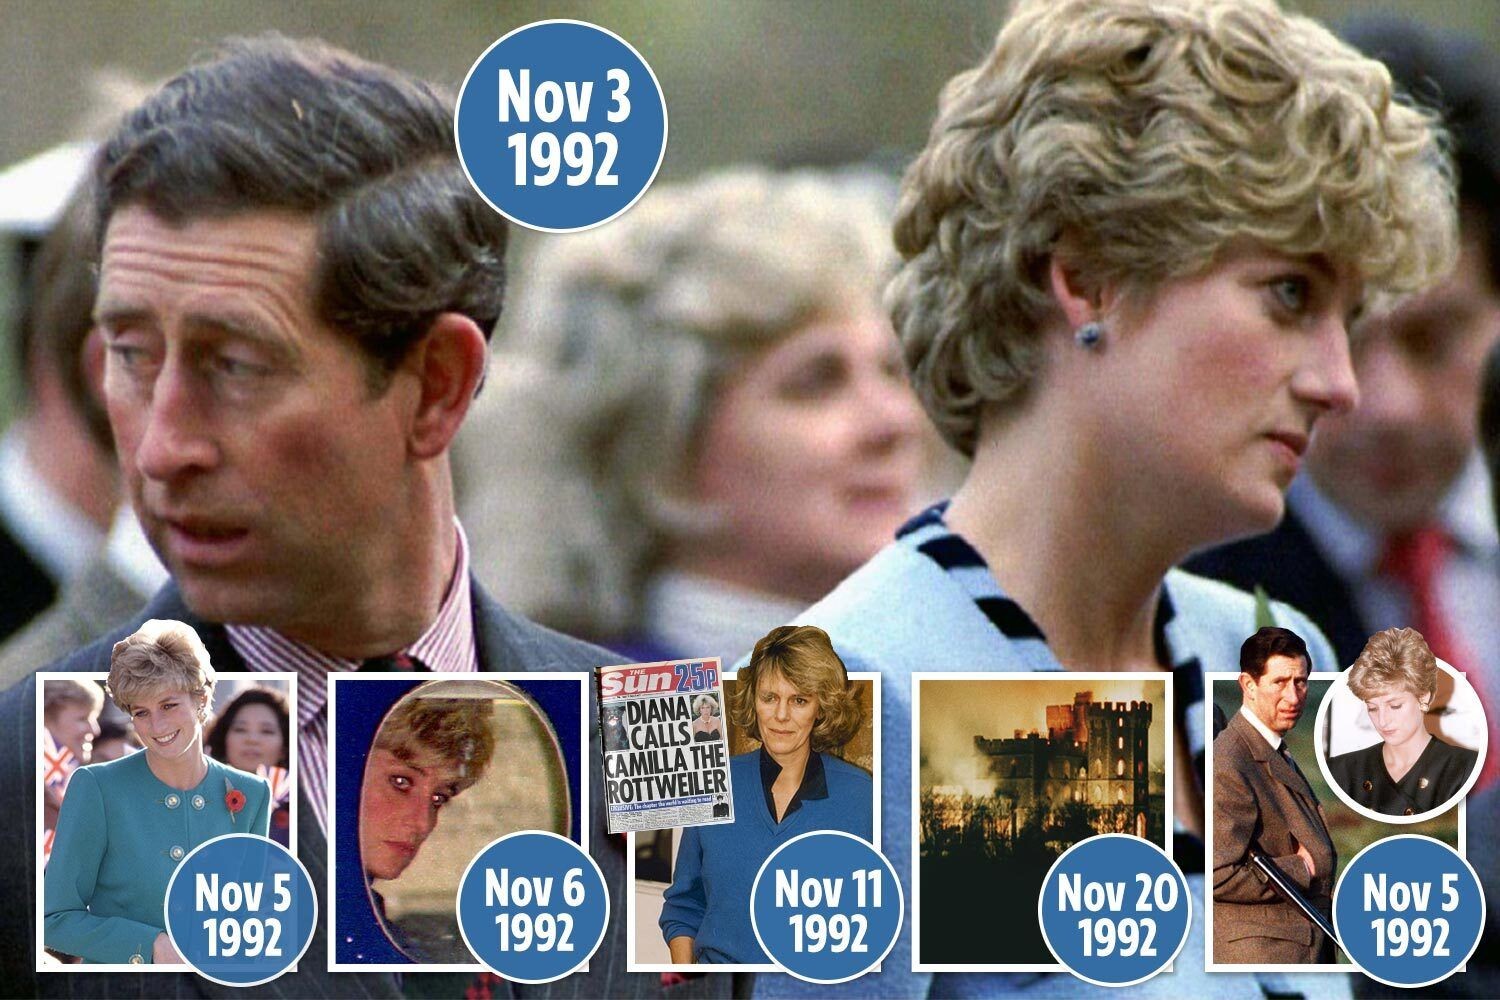 Nov 3
1992
THE
Sun 25p
DIANA
CALLS
CAMILLA THE
ROTTWEILER
Nov 5
1992
Nov 6
1992
Nov 11
1992
Nov 20
1992
Nov 5
1992